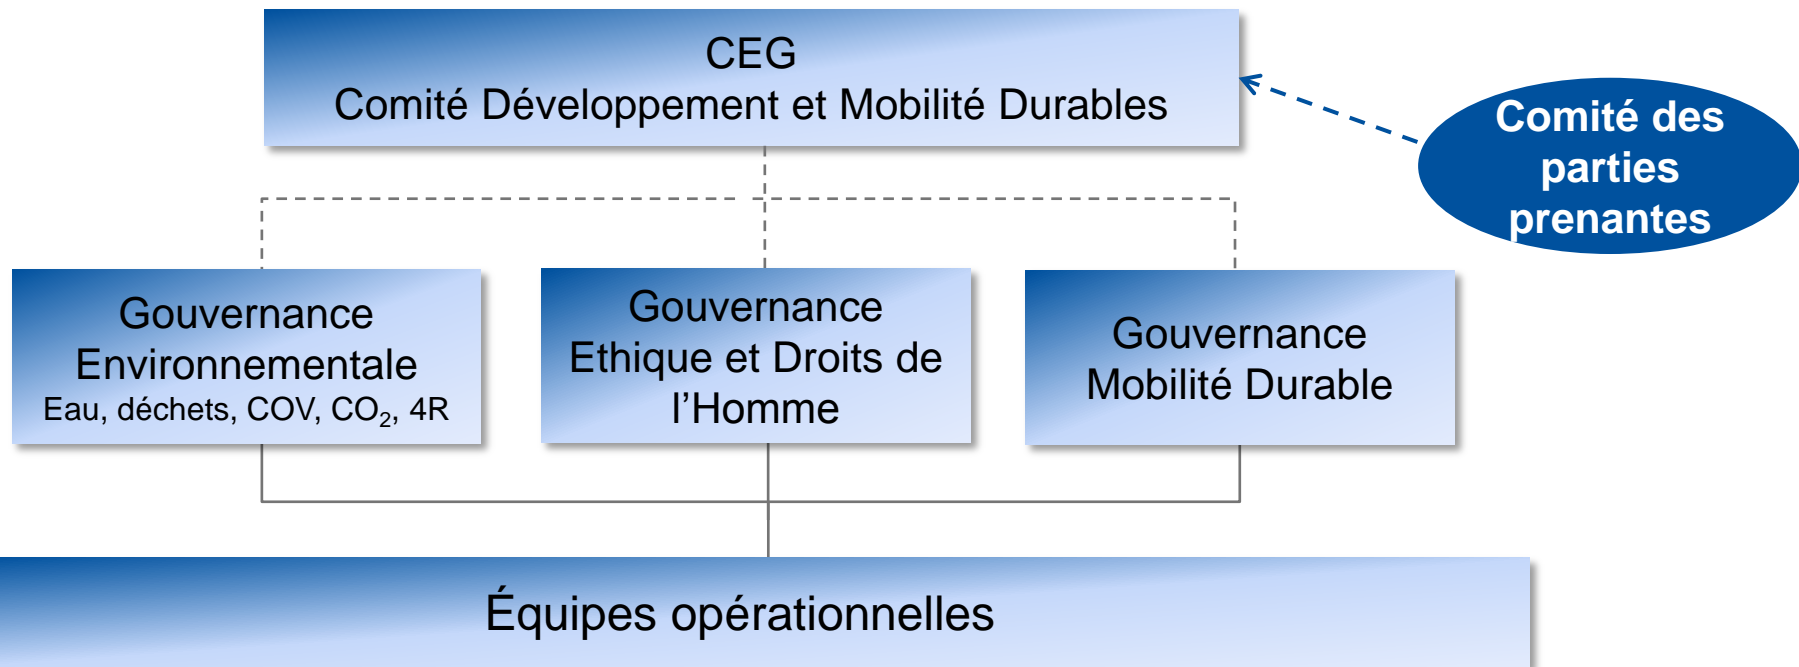 CEG
Comité Développement et Mobilité Durables
Comité des
parties
prenantes
Gouvernance
Environnementale
Eau, déchets, COV, CO₂, 4R
Gouvernance
Ethique et Droits de
l’Homme
Gouvernance
Mobilité Durable
Équipes opérationnelles